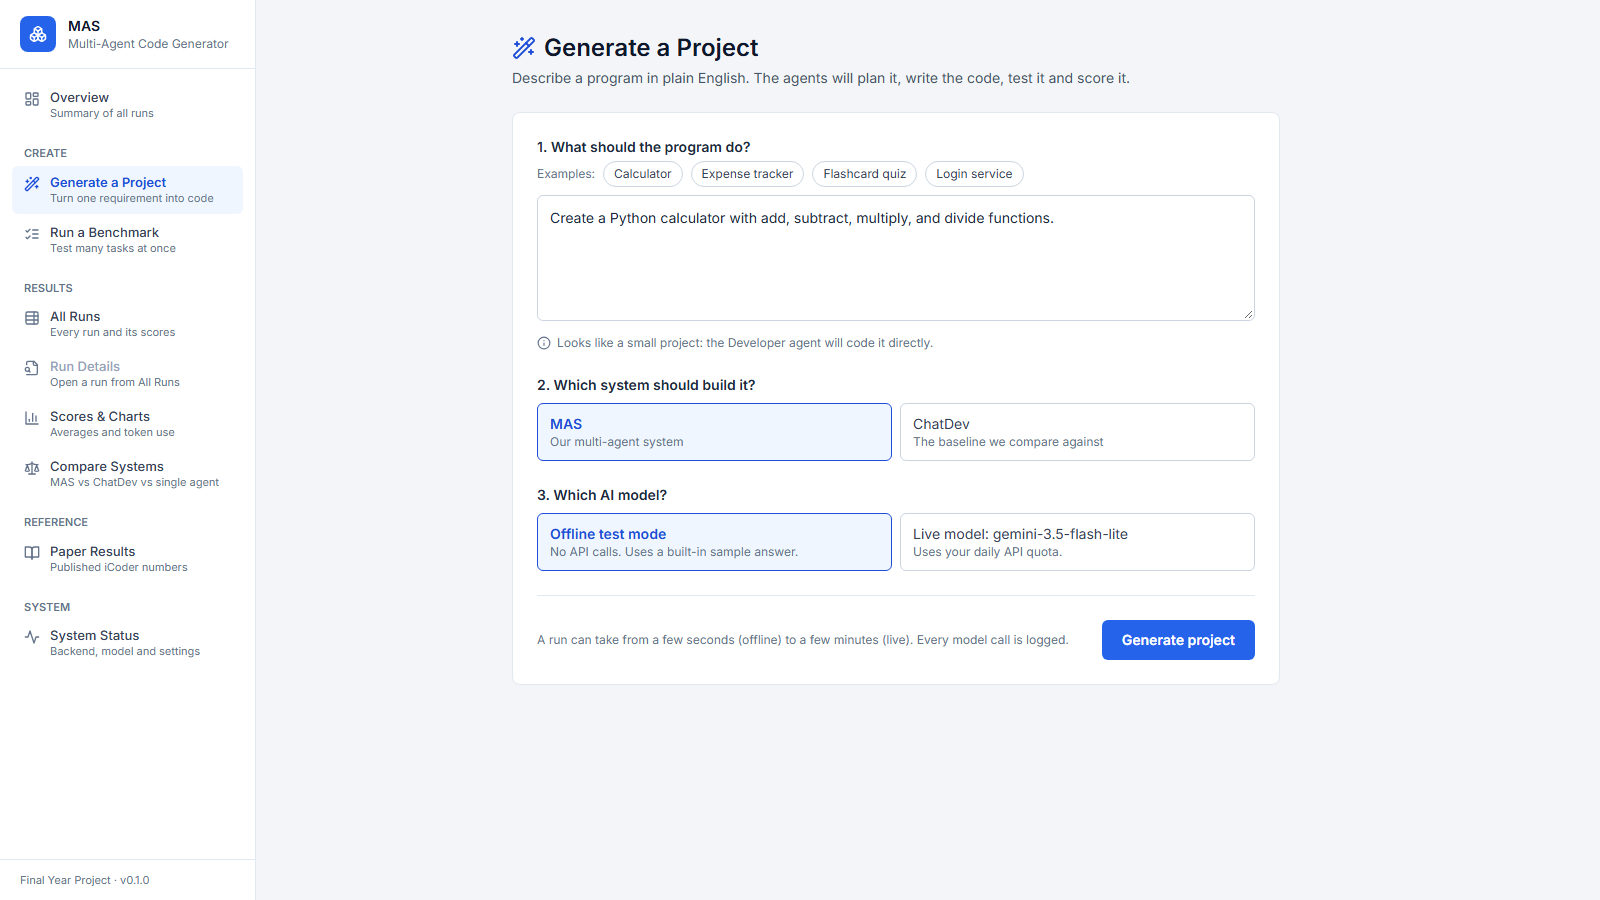 MAS
Multi-Agent Code Generator
Overview
Summary of all runs
CREATE
Generate a Project
Turn one requirement into code
Run a Benchmark
Test many tasks at once
RESULTS
All Runs
Every run and its scores
Run Details
Open a run from All Runs
Scores & Charts
Averages and token use
Compare Systems
MAS vs ChatDev vs single agent
REFERENCE
Paper Results
Published iCoder numbers
SYSTEM
System Status
Backend, model and settings
Final Year Project · v0.1.0
Generate a Project
Describe a program in plain English. The agents will plan it, write the code, test it and score it.
1. What should the program do?
Examples: Calculator Expense tracker Flashcard quiz Login service
Create a Python calculator with add, subtract, multiply, and divide functions.
Looks like a small project: the Developer agent will code it directly.
2. Which system should build it?
MAS
Our multi-agent system
ChatDev
The baseline we compare against
3. Which AI model?
Offline test mode
No API calls. Uses a built-in sample answer.
Live model: gemini-3.5-flash-lite
Uses your daily API quota.
A run can take from a few seconds (offline) to a few minutes (live). Every model call is logged.
Generate project